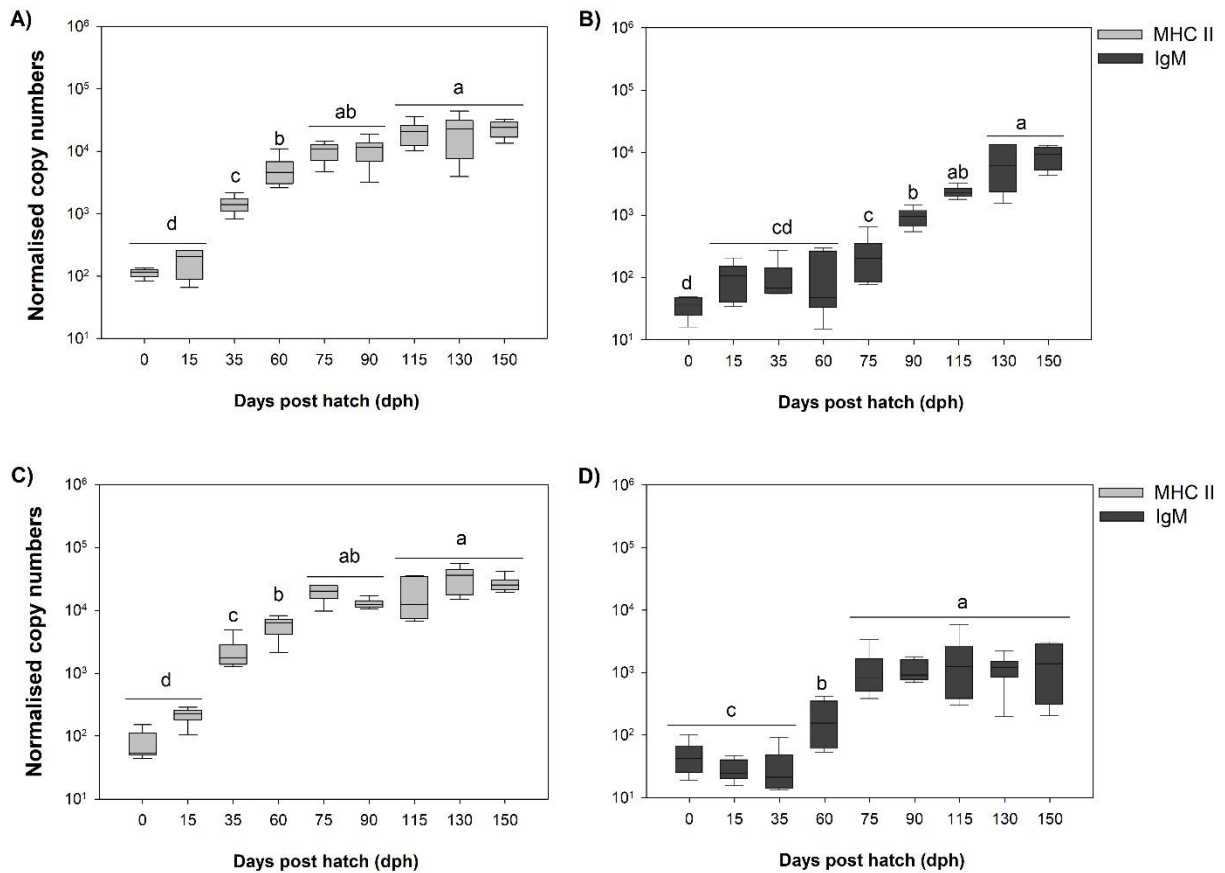 A)
Normalised copy numbers
10⁶
10⁵
10⁴
10³
10²
10¹
d
c
b
ab
a
0 15 35 60 75 90 115 130 150
Days post hatch (dph)
B)
MHC II
IgM
10⁶
10⁵
10⁴
10³
10²
10¹
d
cd
c
b
ab
a
0 15 35 60 75 90 115 130 150
Days post hatch (dph)
C)
Normalised copy numbers
10⁶
10⁵
10⁴
10³
10²
10¹
d
c
b
ab
a
0 15 35 60 75 90 115 130 150
Days post hatch (dph)
D)
MHC II
IgM
10⁶
10⁵
10⁴
10³
10²
10¹
c
b
a
0 15 35 60 75 90 115 130 150
Days post hatch (dph)